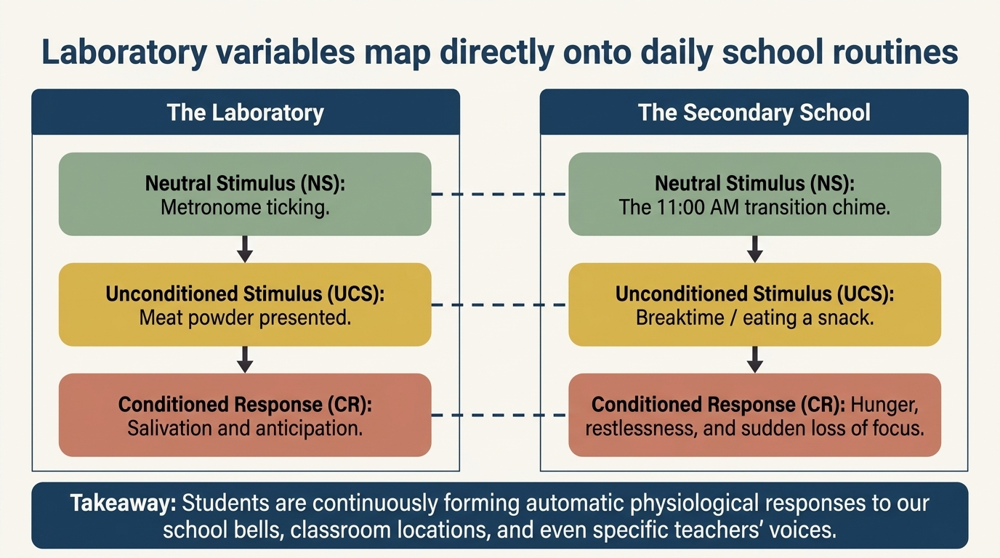 Laboratory variables map directly onto daily school routines
The Laboratory
Neutral Stimulus (NS):
Metronome ticking.
Unconditioned Stimulus (UCS):
Meat powder presented.
Conditioned Response (CR):
Salivation and anticipation.
The Secondary School
Neutral Stimulus (NS):
The 11:00 AM transition chime.
Unconditioned Stimulus (UCS):
Breaktime / eating a snack.
Conditioned Response (CR): Hunger,
restlessness, and sudden loss of focus.
Takeaway: Students are continuously forming automatic physiological responses to our
school bells, classroom locations, and even specific teachers’ voices.